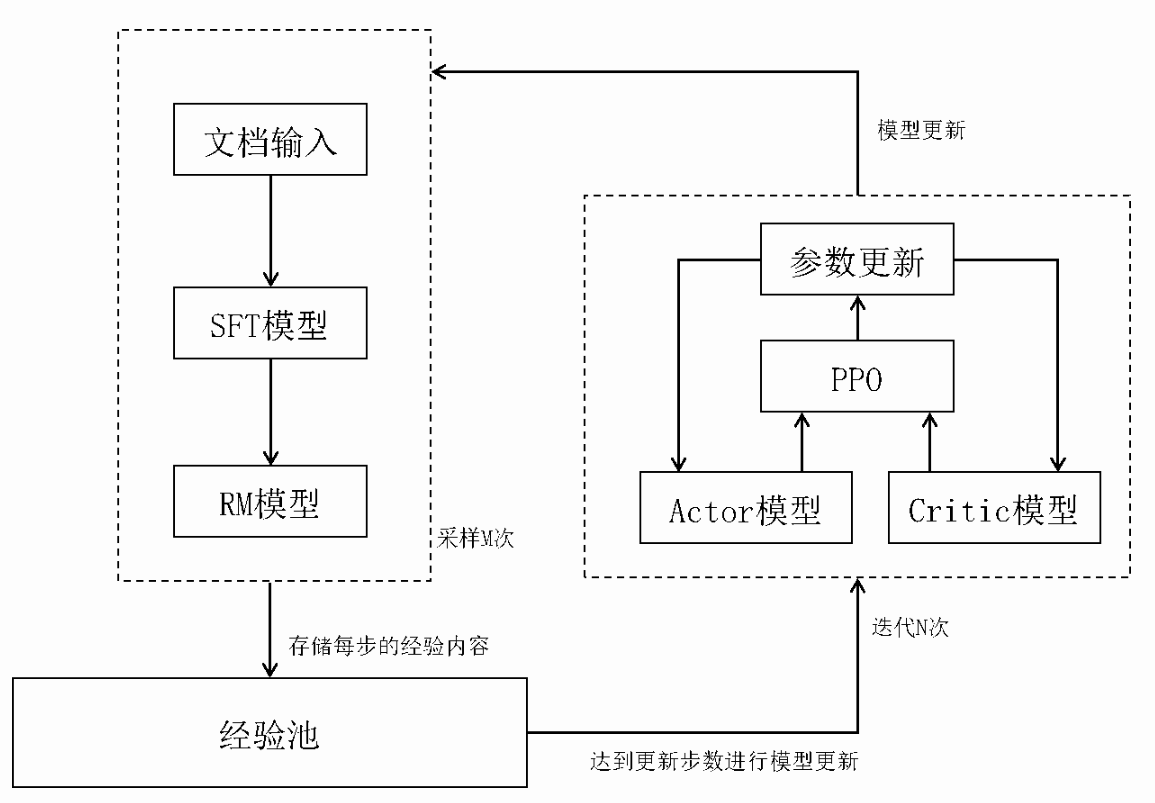 文档输入
SFT模型
RM模型
采样M次
存储每步的经验内容
经验池
达到更新步数进行模型更新
迭代N次
模型更新
参数更新
PPO
Actor模型
Critic模型